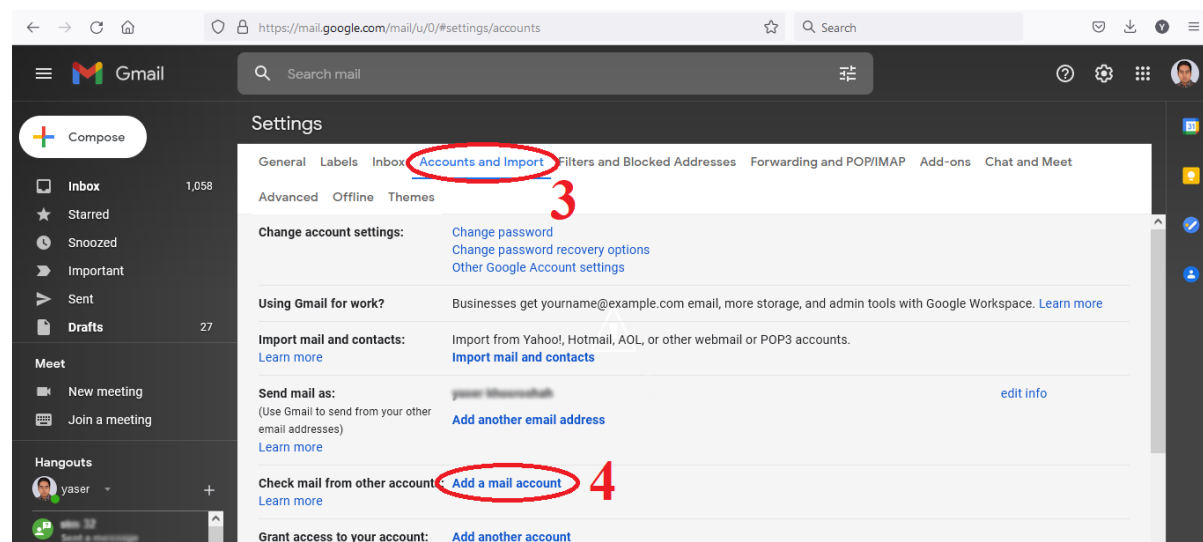 https://mail.google.com/mail/u/0/#settings/accounts
Search
Gmail
Search mail
Compose
Settings
General Labels Inbox Accounts and Import Filters and Blocked Addresses Forwarding and POP/IMAP Add-ons Chat and Meet
3
Advanced Offline Themes
Inbox 1,058
Starred
Snoozed
Important
Sent
Drafts 27
Meet
New meeting
Join a meeting
Hangouts
yaser
Sent a message
Change account settings: Change password
Change password recovery options
Other Google Account settings
Using Gmail for work? Businesses get yourname@example.com email, more storage, and admin tools with Google Workspace. Learn more
Import mail and contacts: Import from Yahoo!, Hotmail, AOL, or other webmail or POP3 accounts.
Learn more Import mail and contacts
Send mail as: edit info
(Use Gmail to send from your other
email addresses) Add another email address
Learn more
Check mail from other accounts: Add a mail account 4
Learn more
Grant access to your account: Add another account
31
Y